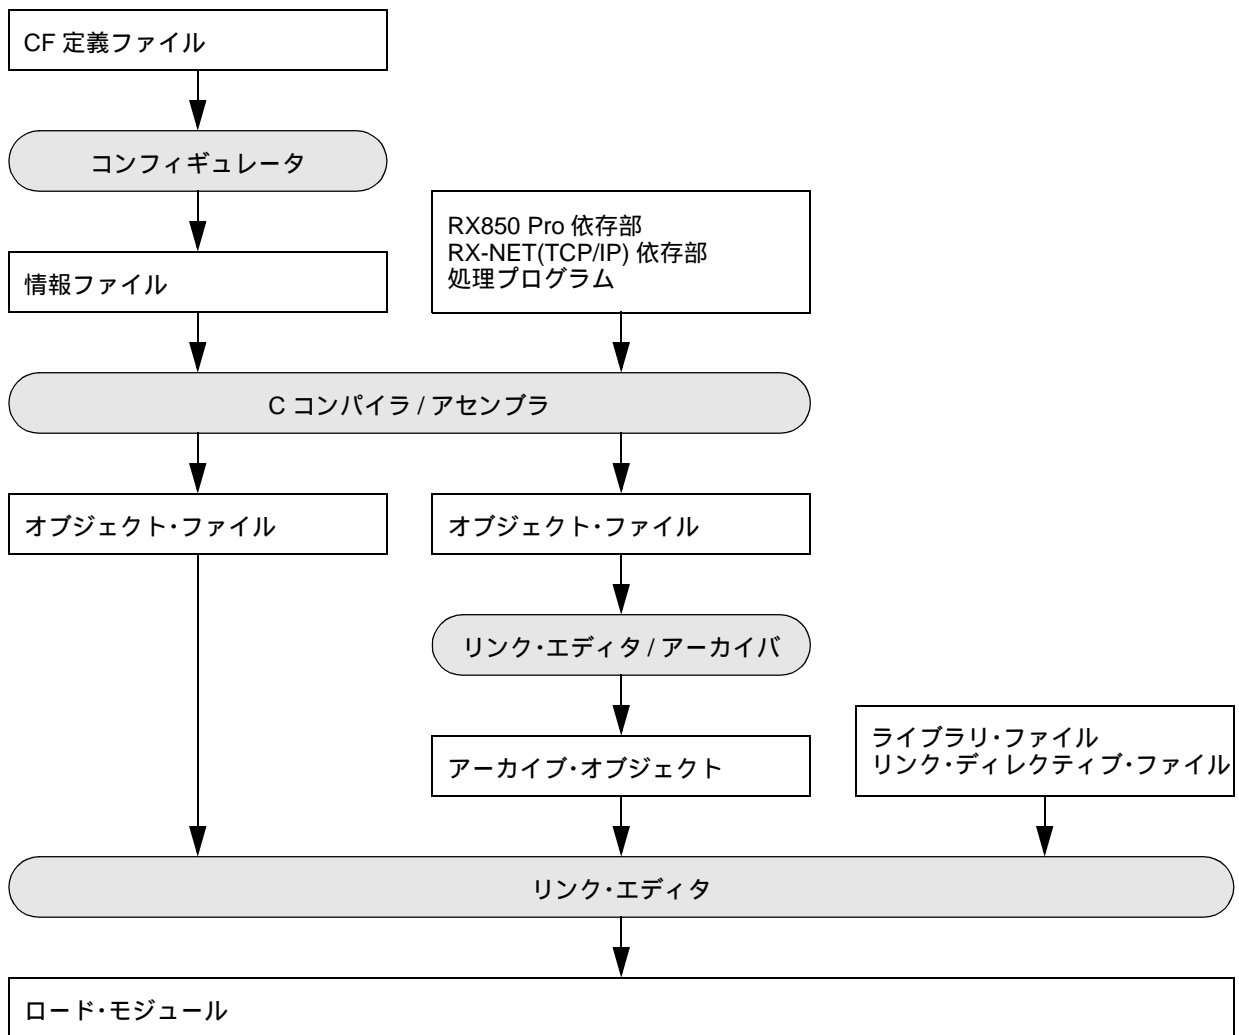 CF 定義ファイル
コンフィギュレータ
RX850 Pro 依存部
RX-NET(TCP/IP) 依存部
処理プログラム
情報ファイル
C コンパイラ / アセンブラ
オブジェクト・ファイル
オブジェクト・ファイル
リンク・エディタ / アーカイバ
ライブラリ・ファイル
リンク・ディレクティブ・ファイル
アーカイブ・オブジェクト
リンク・エディタ
ロード・モジュール